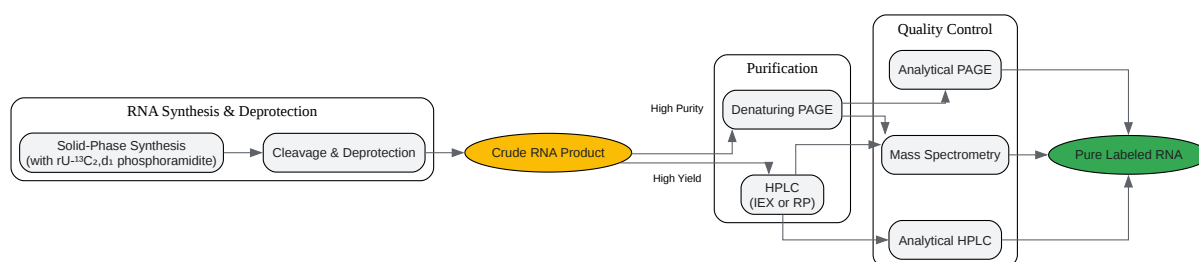 RNA Synthesis & Deprotection
Solid-Phase Synthesis
(with rU-¹³C₂,d₁ phosphoramidite)
Cleavage & Deprotection
Crude RNA Product
High Purity
High Yield
Purification
Denaturing PAGE
HPLC
(IEX or RP)
Quality Control
Analytical PAGE
Mass Spectrometry
Analytical HPLC
Pure Labeled RNA